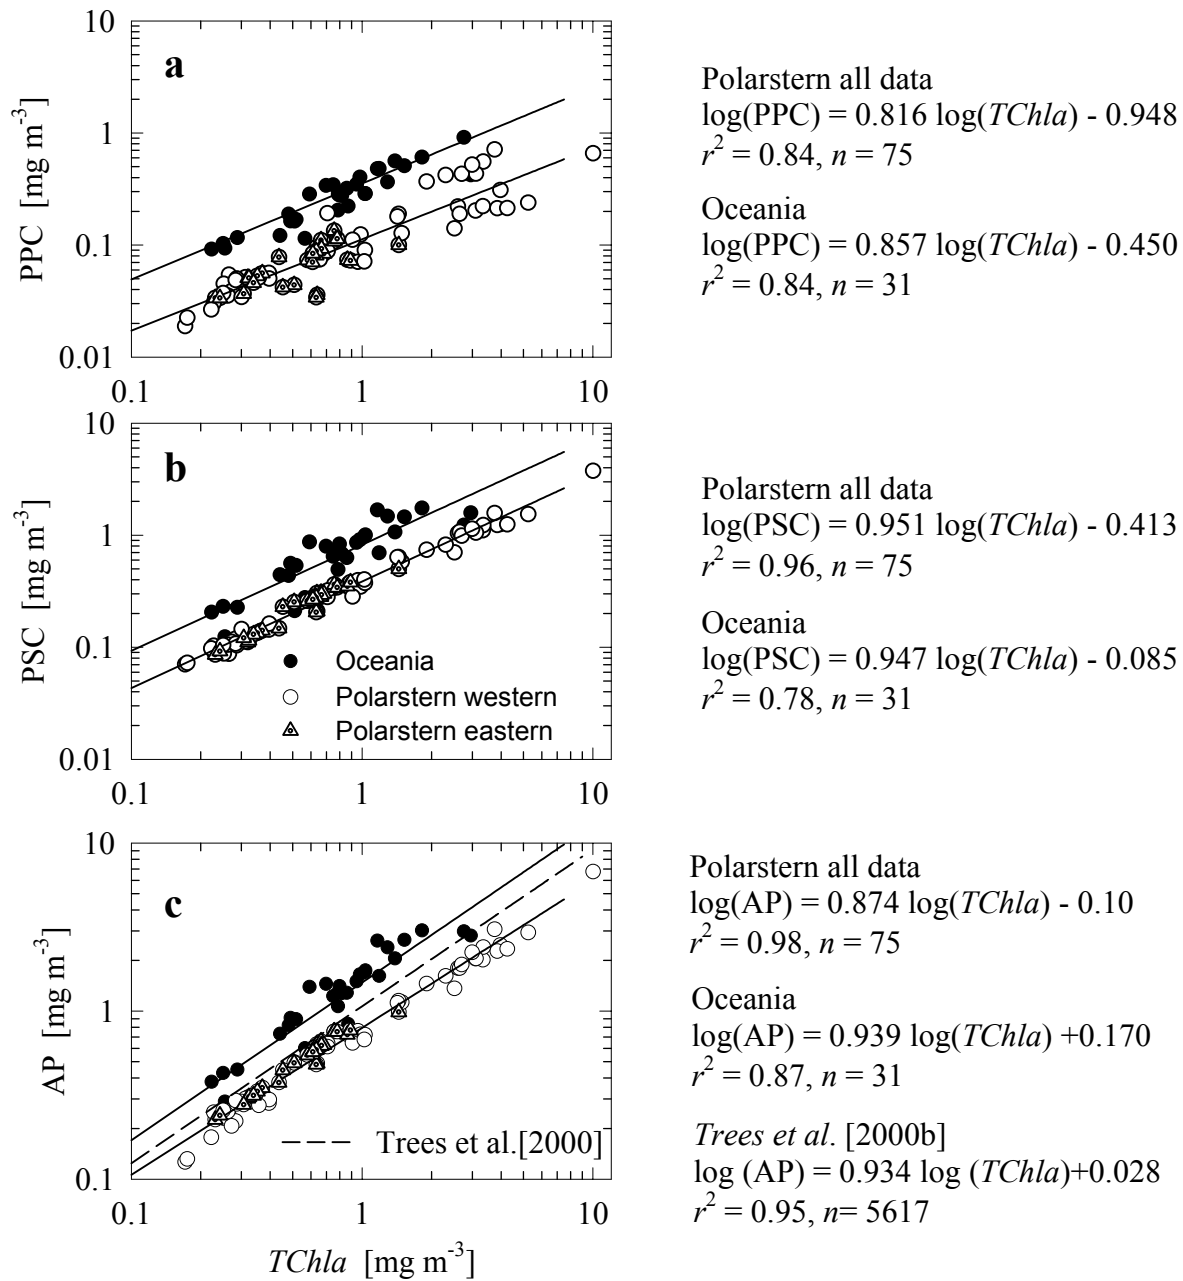 10
a
1
PPC [mg m-3]
0.1
0.01
0.1 1 10
Polarstern all data
log(PPC) = 0.816 log(TChla) - 0.948
r2 = 0.84, n = 75
Oceania
log(PPC) = 0.857 log(TChla) - 0.450
r2 = 0.84, n = 31
10
b
1
PSC [mg m-3]
0.1
0.01
Oceania
Polarstern western
Polarstern eastern
0.1 1 10
Polarstern all data
log(PSC) = 0.951 log(TChla) - 0.413
r2 = 0.96, n = 75
Oceania
log(PSC) = 0.947 log(TChla) - 0.085
r2 = 0.78, n = 31
10
c
1
AP [mg m-3]
0.1
Trees et al.[2000]
0.1 1 10
TChla [mg m-3]
Polarstern all data
log(AP) = 0.874 log(TChla) - 0.10
r2 = 0.98, n = 75
Oceania
log(AP) = 0.939 log(TChla) +0.170
r2 = 0.87, n = 31
Trees et al. [2000b]
log (AP) = 0.934 log (TChla)+0.028
r2 = 0.95, n= 5617